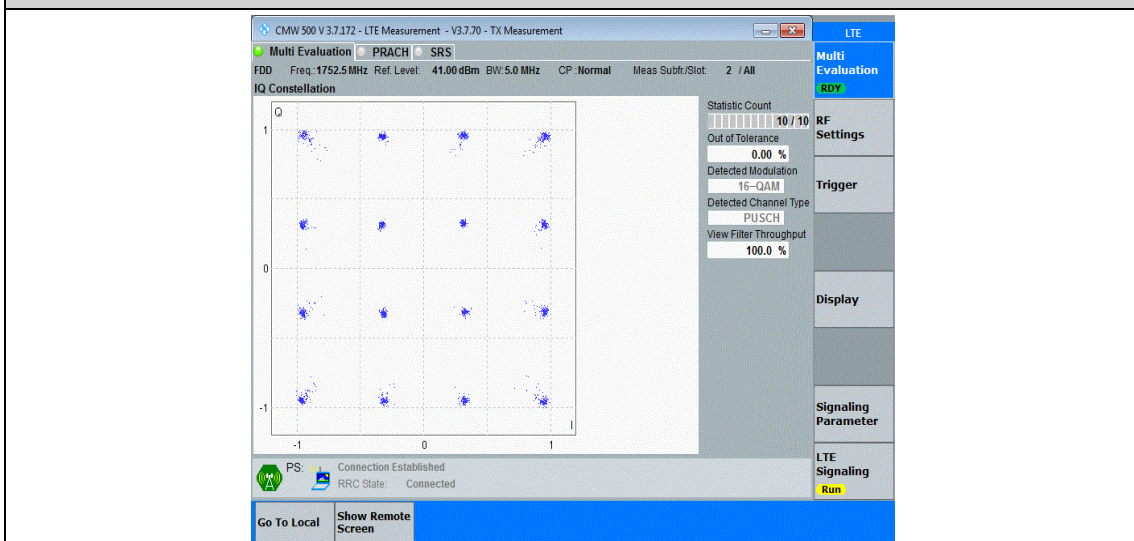 CMW 500 V 3.7.172 - LTE Measurement - V3.7.70 - TX Measurement
LTE
Multi Evaluation PRACH SRS
Multi
Evaluation
RDY
FDD Freq.:1752.5 MHz Ref. Level: 41.00 dBm BW:5.0 MHz CP :Normal Meas Subfr./Slot: 2 / All
IQ Constellation
Q
1
0
-1
-1 0 1
I
Statistic Count
10 / 10
Out of Tolerance
0.00 %
Detected Modulation
16–QAM
Detected Channel Type
PUSCH
View Filter Throughput
100.0 %
RF
Settings
Trigger
Display
Signaling
Parameter
LTE
Signaling
Run
PS: Connection Established
RRC State: Connected
Go To Local
Show Remote
Screen